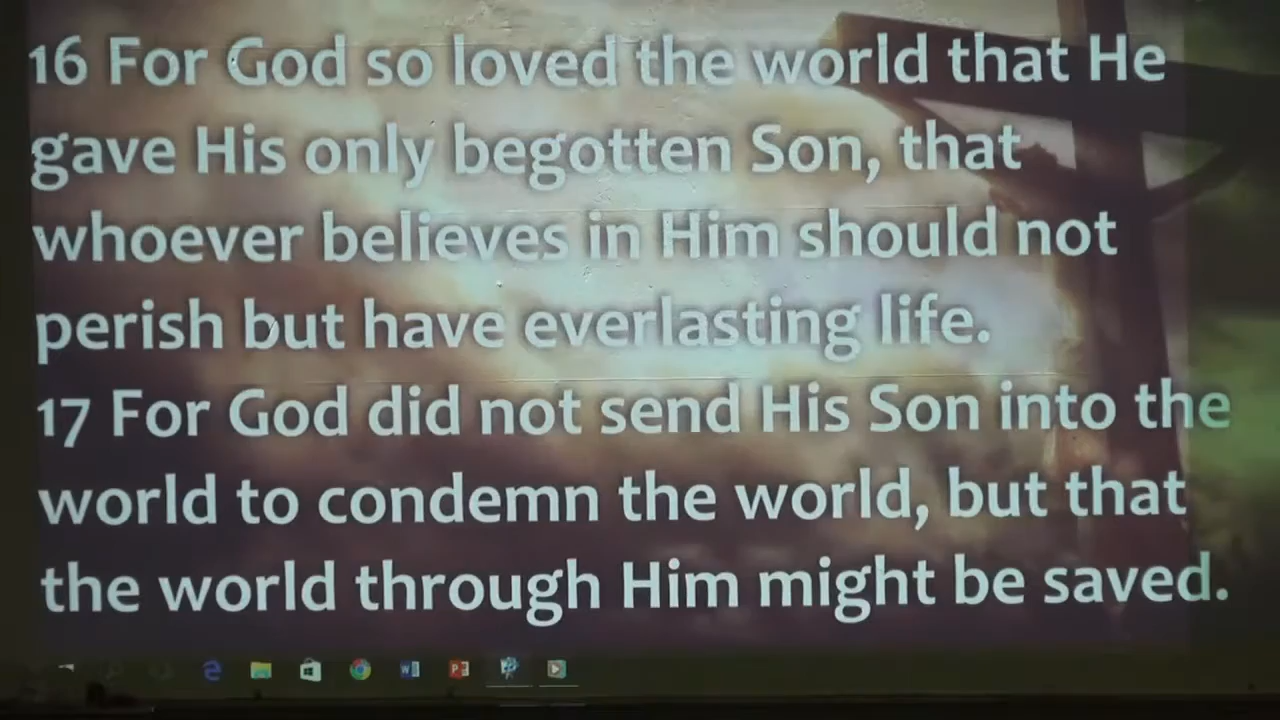 16 For God so loved the world that He
gave His only begotten Son, that
whoever believes in Him should not
perish but have everlasting life.
17 For God did not send His Son into the
world to condemn the world, but that
the world through Him might be saved.